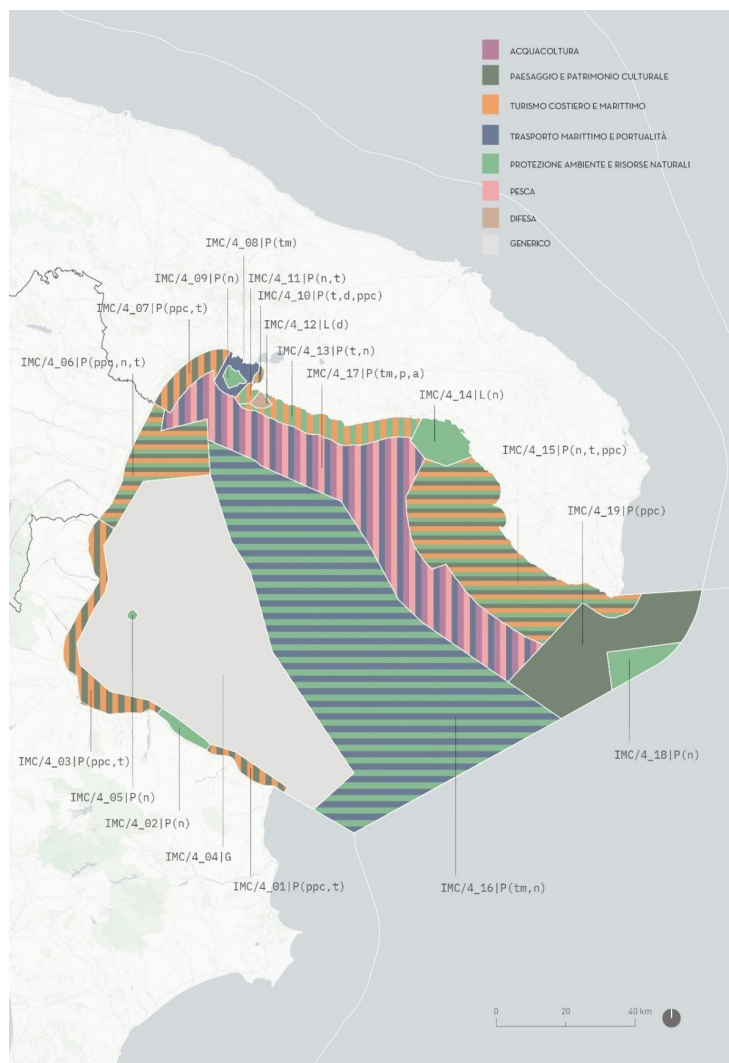 ACQUACOLTURA
PAESAGGIO E PATRIMONIO CULTURALE
TURISMO COSTIERO E MARITTIMO
TRASPORTO MARITTIMO E PORTUALITÀ
PROTEZIONE AMBIENTE E RISORSE NATURALI
PESCA
DIFESA
GENERICO
IMC/4_08|P(tm)
IMC/4_09|P(n)
IMC/4_11|P(n,t)
IMC/4_10|P(t,d,ppc)
IMC/4_07|P(ppc,t)
IMC/4_12|L(d)
IMC/4_13|P(t,n)
IMC/4_06|P(ppc,n,t)
IMC/4_17|P(tm,p,a)
IMC/4_14|L(n)
IMC/4_15|P(n,t,ppc)
IMC/4_19|P(ppc)
IMC/4_18|P(n)
IMC/4_03|P(ppc,t)
IMC/4_05|P(n)
IMC/4_02|P(n)
IMC/4_04|G
IMC/4_01|P(ppc,t)
IMC/4_16|P(tm,n)
0 20 40 km